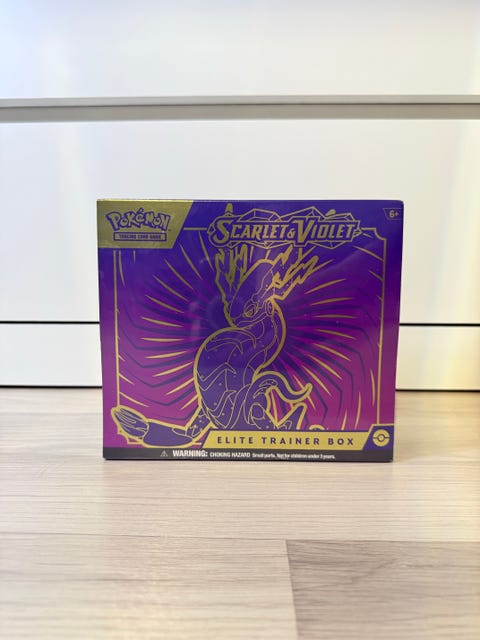 POKÉMON
TRADING CARD GAME
6+
SCARLET & VIOLET
ELITE TRAINER BOX
WARNING: CHOKING HAZARD Small parts. Not for children under 3 years.